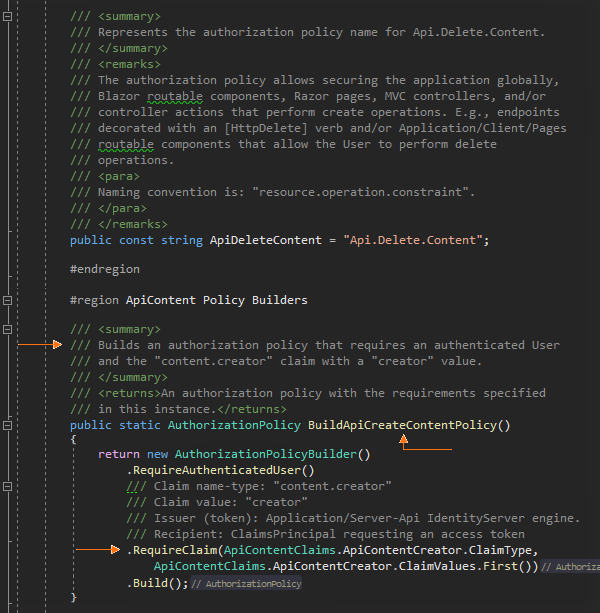 /// <summary>
/// Represents the authorization policy name for Api.Delete.Content.
/// </summary>
/// <remarks>
/// The authorization policy allows securing the application globally,
/// Blazor routable components, Razor pages, MVC controllers, and/or
/// controller actions that perform create operations. E.g., endpoints
/// decorated with an [HttpDelete] verb and/or Application/Client/Pages
/// routable components that allow the User to perform delete
/// operations.
/// <para>
/// Naming convention is: "resource.operation.constraint".
/// </para>
/// </remarks>
public const string ApiDeleteContent = "Api.Delete.Content";
#endregion
#region ApiContent Policy Builders
/// <summary>
/// Builds an authorization policy that requires an authenticated User
/// and the "content.creator" claim with a "creator" value.
/// </summary>
/// <returns>An authorization policy with the requirements specified
/// in this instance.</returns>
public static AuthorizationPolicy BuildApiCreateContentPolicy()
{
return new AuthorizationPolicyBuilder()
.RequireAuthenticatedUser()
/// Claim name-type: "content.creator"
/// Claim value: "creator"
/// Issuer (token): Application/Server-Api IdentityServer engine.
/// Recipient: ClaimsPrincipal requesting an access token
.RequireClaim(ApiContentClaims.ApiContentCreator.ClaimType,
ApiContentClaims.ApiContentCreator.ClaimValues.First()) // Authoriza
.Build(); // AuthorizationPolicy
}